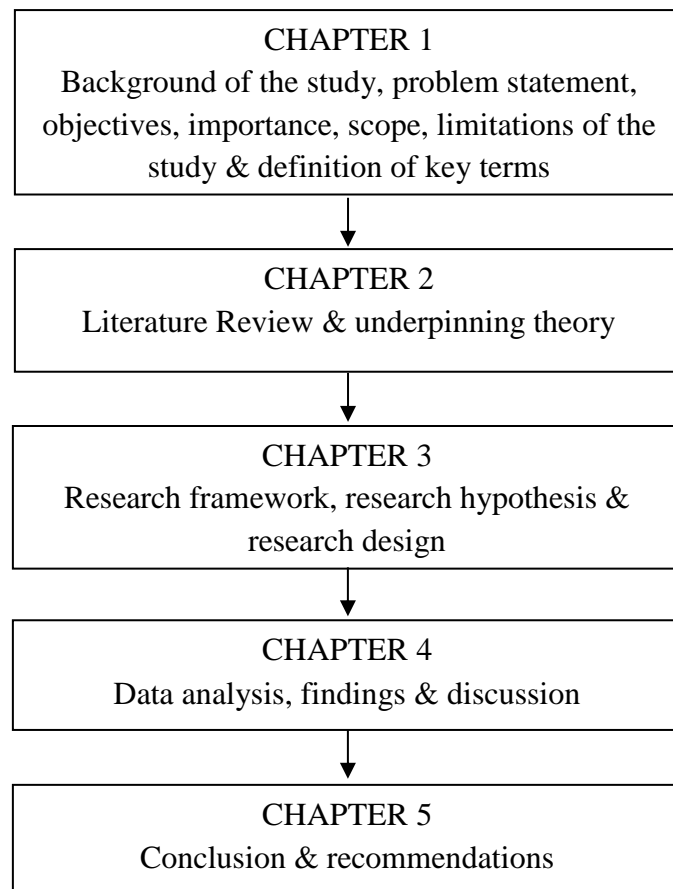 CHAPTER 1
Background of the study, problem statement,
objectives, importance, scope, limitations of the
study & definition of key terms
CHAPTER 2
Literature Review & underpinning theory
CHAPTER 3
Research framework, research hypothesis &
research design
CHAPTER 4
Data analysis, findings & discussion
CHAPTER 5
Conclusion & recommendations